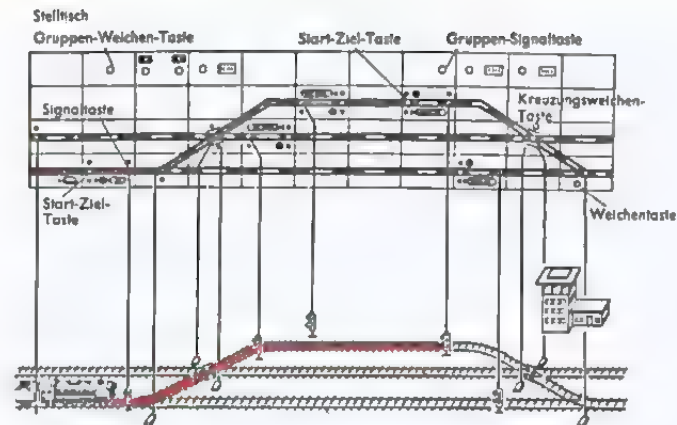 Stelltisch
Gruppen-Weichen-Taste
Start-Ziel-Taste
Gruppen-Signaltaste
Signaltaste
Kreuzungsweichen-
Taste
Start-Ziel-
Taste
Weichentaste